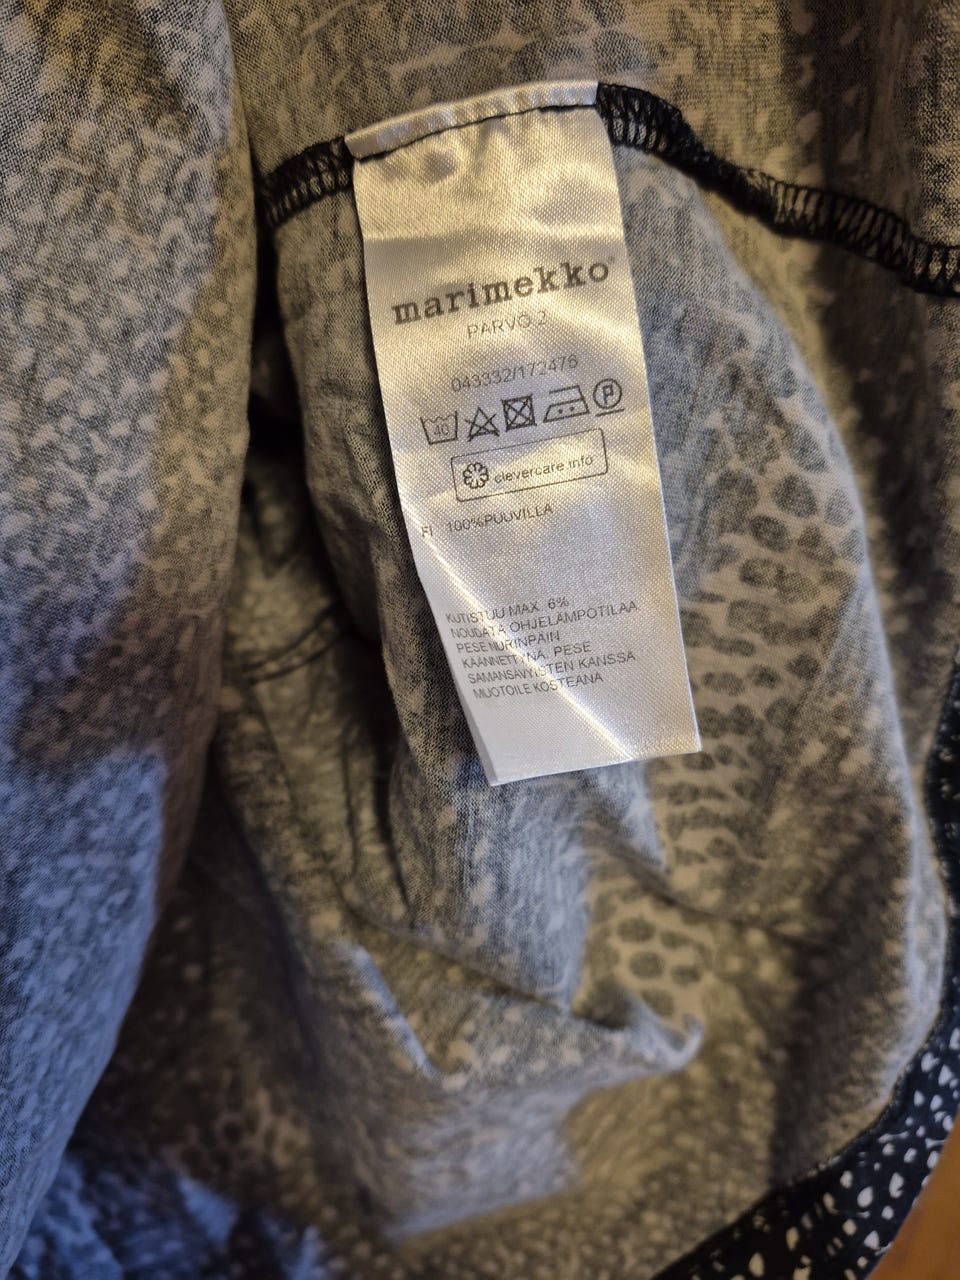 marimekko®
PARVO 2
043332/172476
40 P
clevercare.info
FI 100%PUUVILLA
KUTISTUU MAX. 6%
NOUDATA OHJELÄMPÖTILAA
PESE NURINPÄIN
KÄÄNNETTYNÄ, PESE
SAMANSÄVYISTEN KANSSA
MUOTOILE KOSTEANA